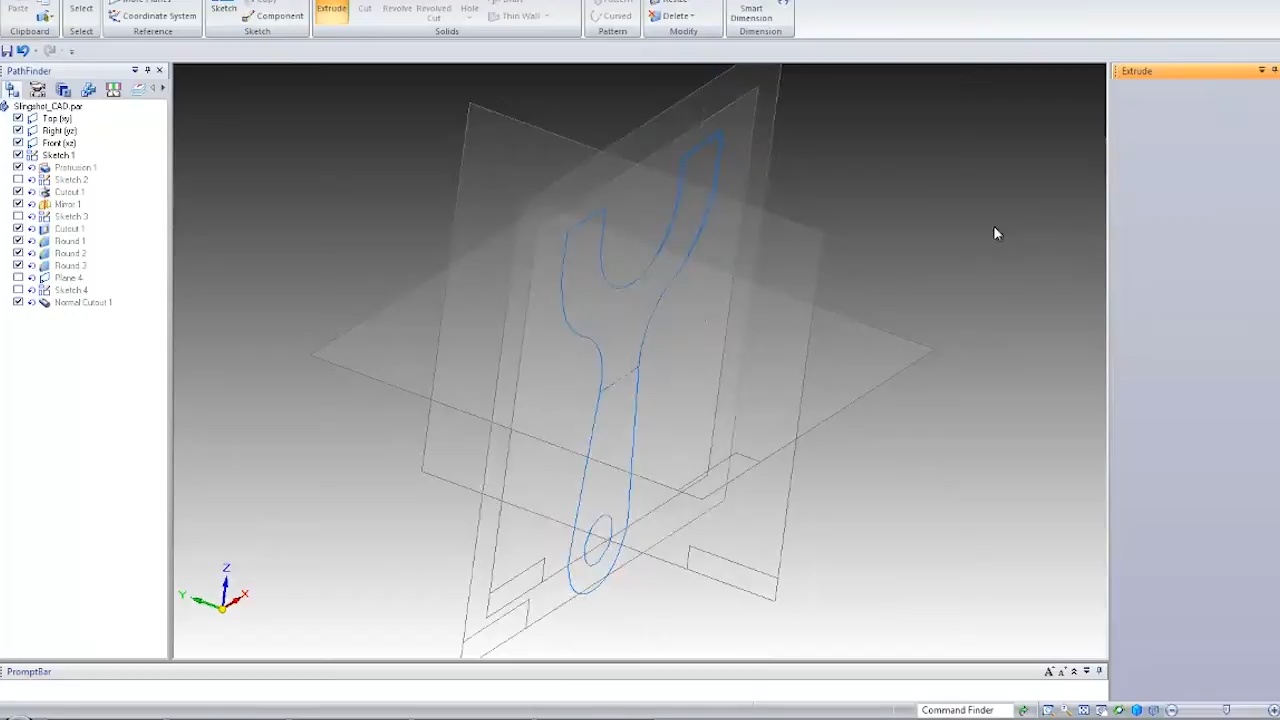 Paste
Select
Coordinate System
Sketch
Component
Extrude
Cut
Revolve
Revolved
Cut
Hole
Thin Wall
Curved
Delete
Smart
Dimension
Clipboard
Select
Reference
Sketch
Solids
Pattern
Modify
Dimension
PathFinder
Extrude
Slingshot_CAD.par
Top (xy)
Right (yz)
Front (xz)
Sketch 1
Protrusion 1
Sketch 2
Cutout 1
Mirror 1
Sketch 3
Cutout 1
Round 1
Round 2
Round 3
Plane 4
Sketch 4
Normal Cutout 1
Z
Y
X
PromptBar
Command Finder